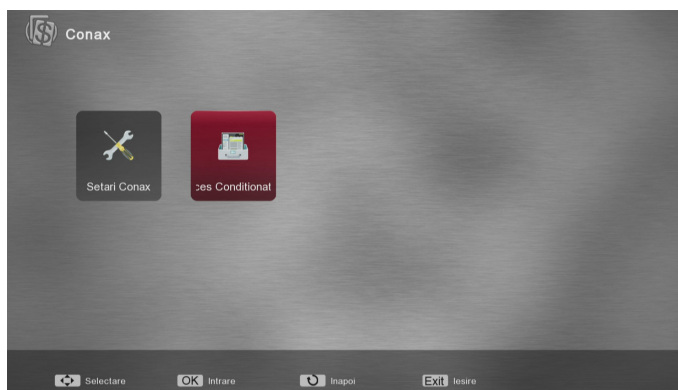 Conax
Setari Conax
ces Conditionat
Selectare
OK Intrare
Inapoi
Exit Iesire